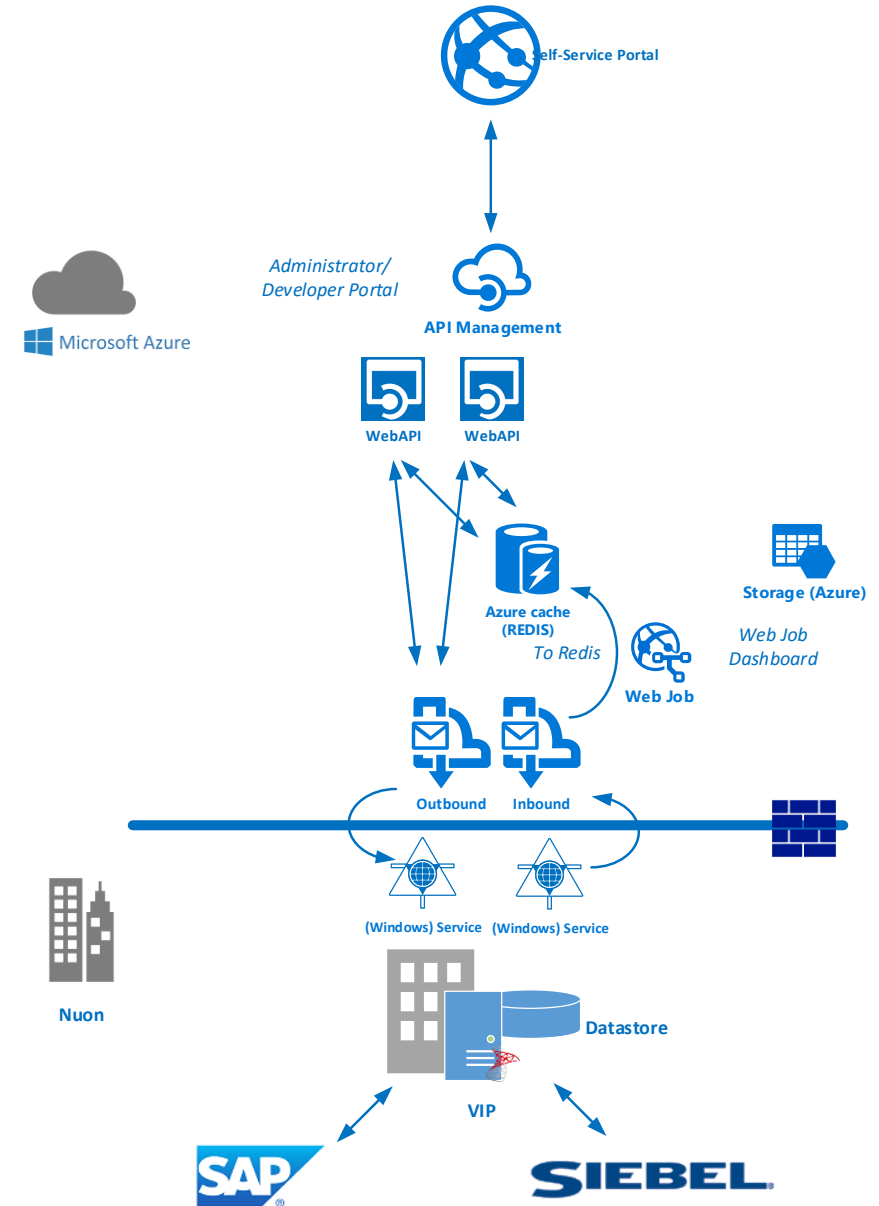 Self-Service Portal
Administrator/
Developer Portal
API Management
Microsoft Azure
WebAPI
WebAPI
Azure cache
(REDIS)
To Redis
Storage (Azure)
Web Job
Dashboard
Web Job
Outbound
Inbound
(Windows) Service
(Windows) Service
Nuon
Datastore
VIP
SAP
®
SIEBEL.